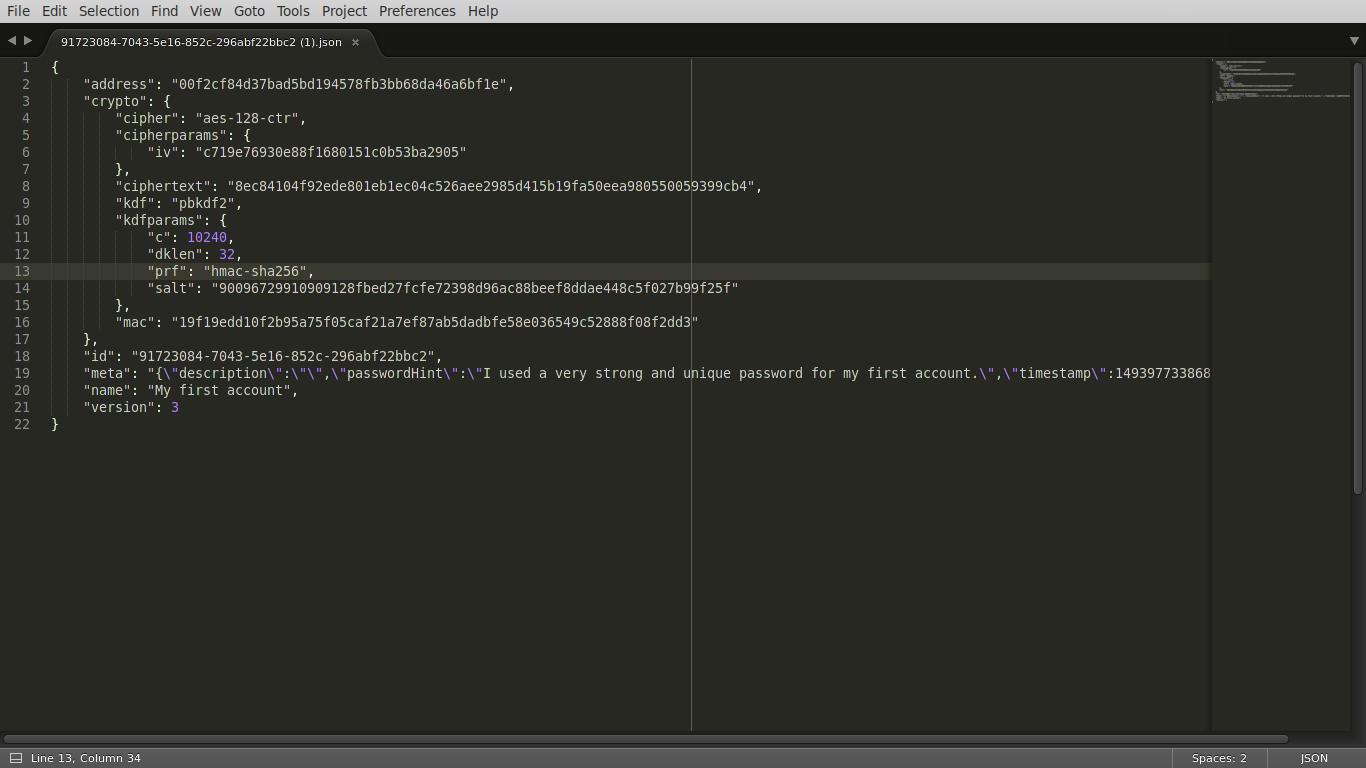 File Edit Selection Find View Goto Tools Project Preferences Help
91723084-7043-5e16-852c-296abf22bbc2 (1).json ×
1 {
2 "address": "00f2cf84d37bad5bd194578fb3bb68da46a6bf1e",
3 "crypto": {
4 "cipher": "aes-128-ctr",
5 "cipherparams": {
6 "iv": "c719e76930e88f1680151c0b53ba2905"
7 },
8 "ciphertext": "8ec84104f92ede801eb1ec04c526aee2985d415b19fa50eea980550059399cb4",
9 "kdf": "pbkdf2",
10 "kdfparams": {
11 "c": 10240,
12 "dklen": 32,
13 "prf": "hmac-sha256",
14 "salt": "90096729910909128fbed27fcfe72398d96ac88beef8ddae448c5f027b99f25f"
15 },
16 "mac": "19f19edd10f2b95a75f05caf21a7ef87ab5dadbfe58e036549c52888f08f2dd3"
17 },
18 "id": "91723084-7043-5e16-852c-296abf22bbc2",
19 "meta": "{\"description\":\"\",\"passwordHint\":\"I used a very strong and unique password for my first account.\",\"timestamp\":149397733868
20 "name": "My first account",
21 "version": 3
22 }
Line 13, Column 34 Spaces: 2 JSON